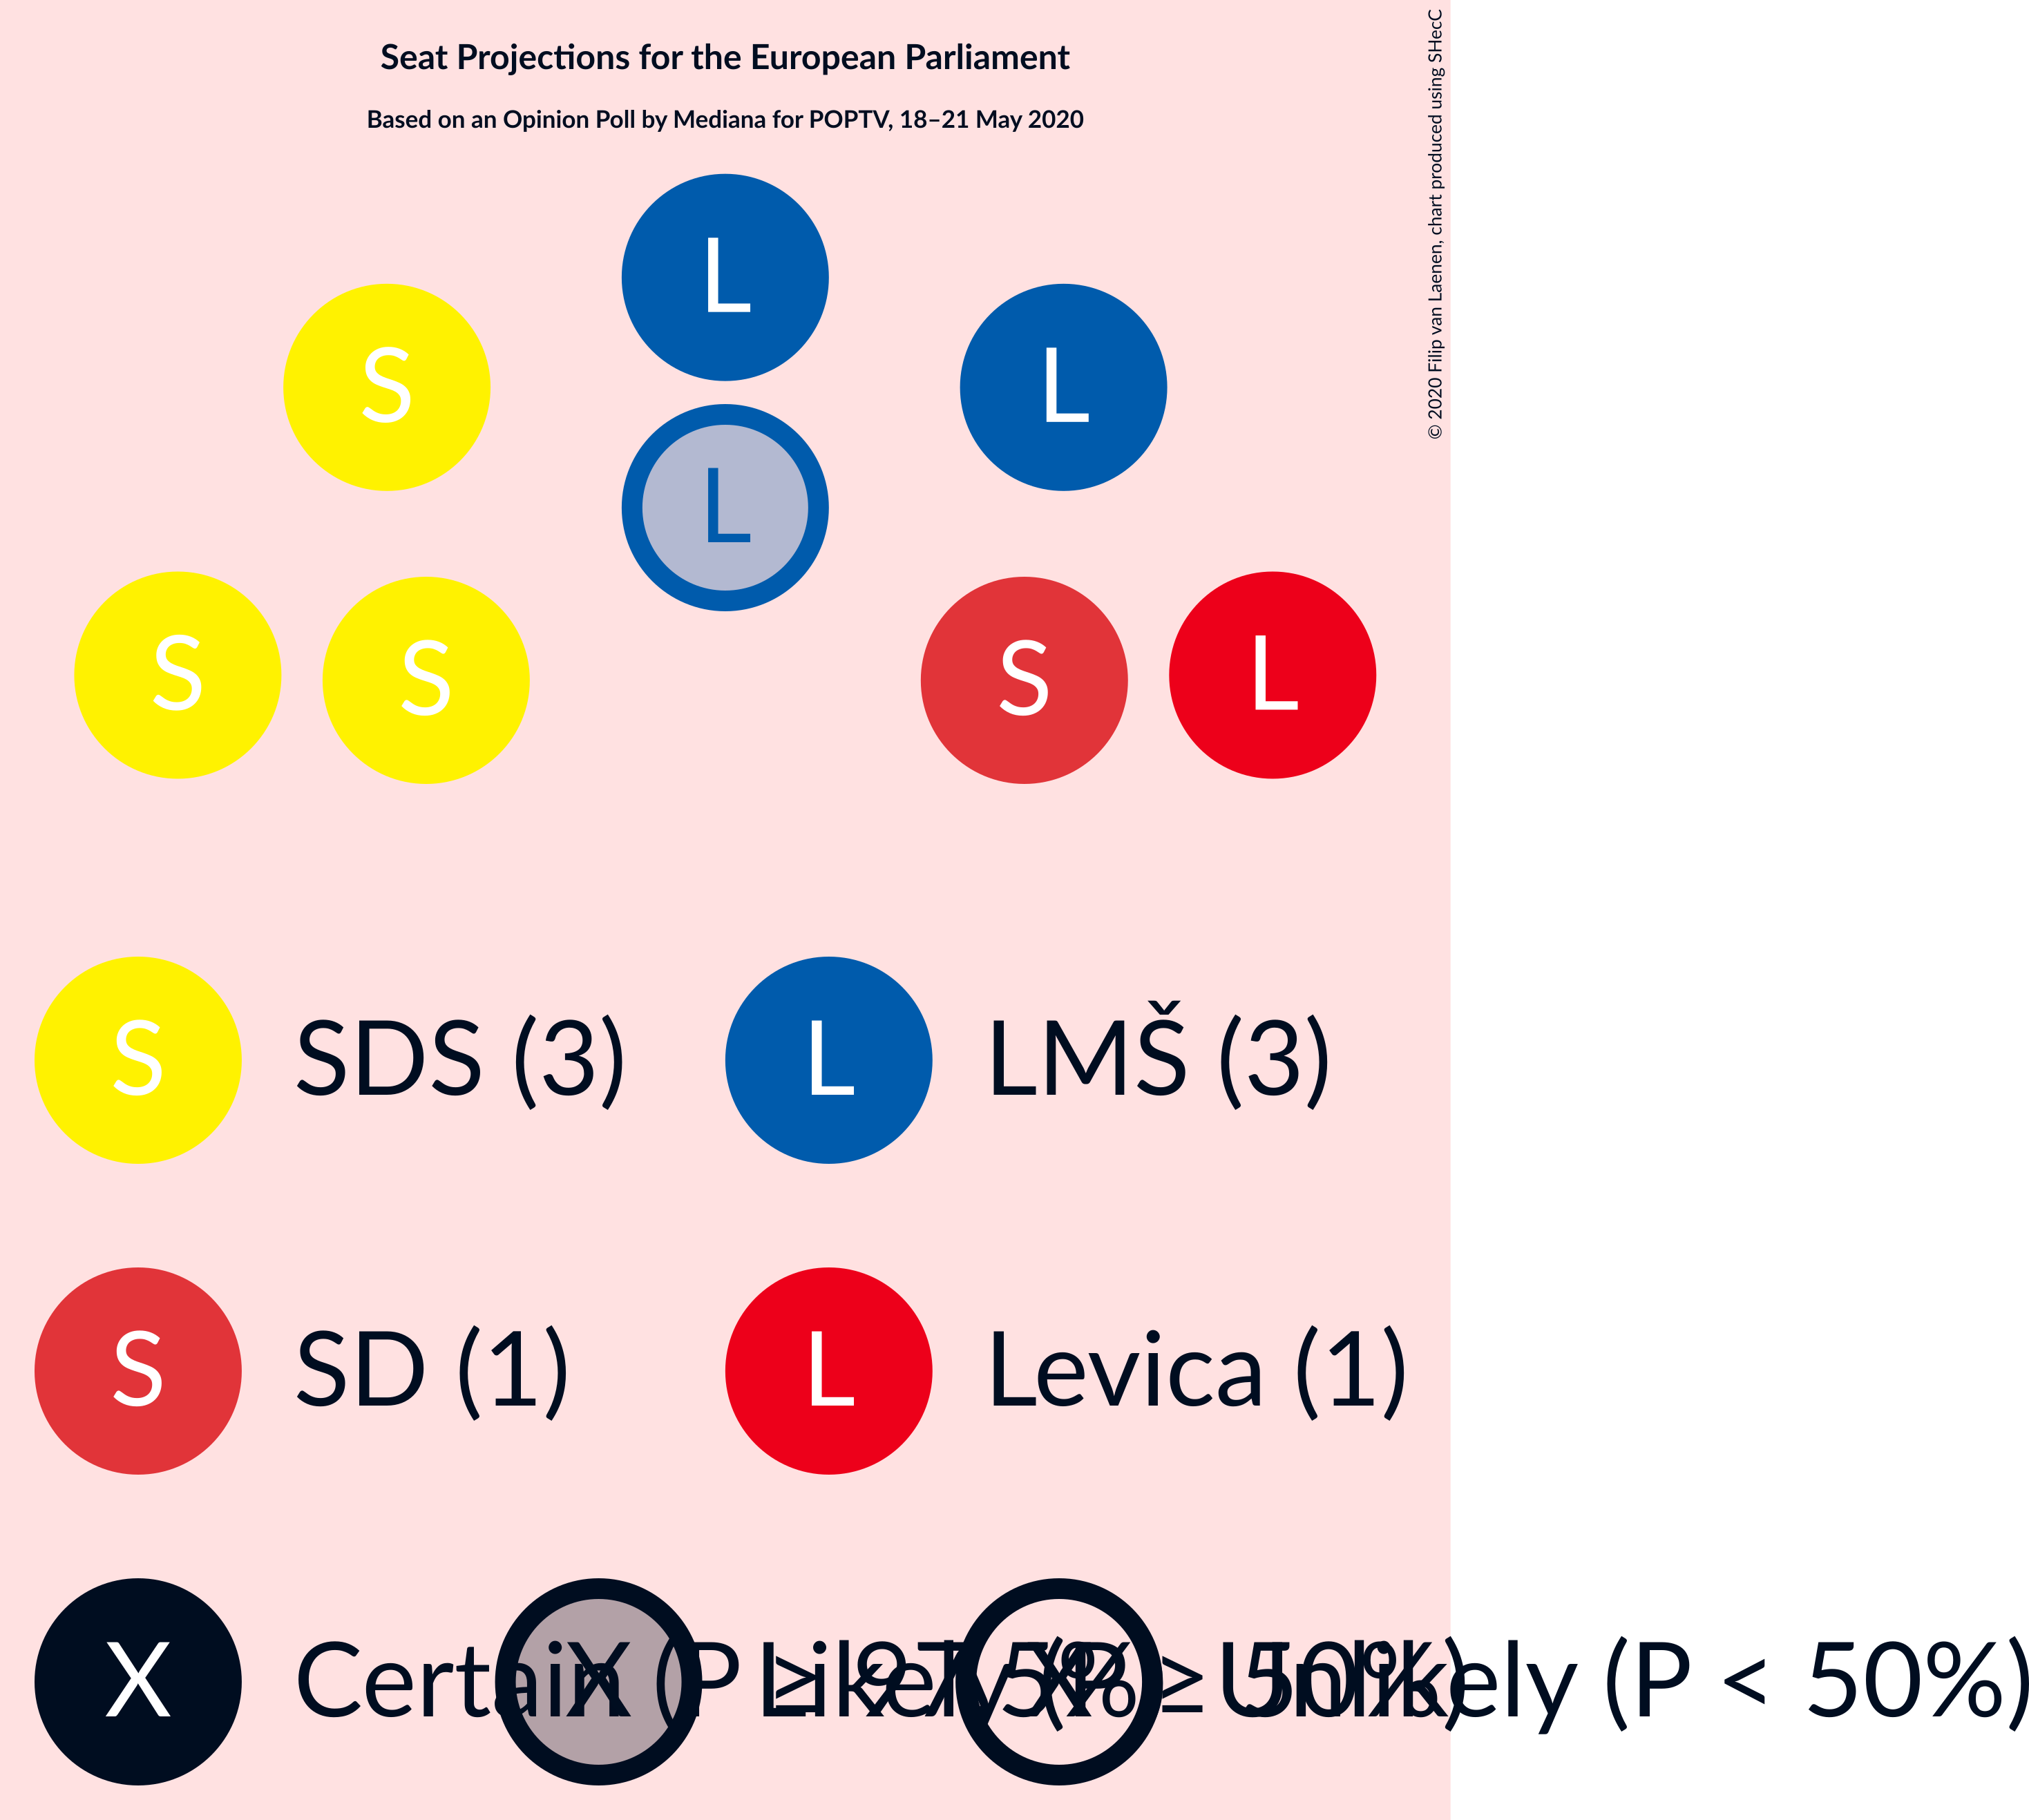 Seat Projections for the European Parliament
Based on an Opinion Poll by Mediana for POPTV, 18–21 May 2020
© 2020 Filip van Laenen, chart produced using SHecC
L
S
L
L
S
S
S
L
S SDS (3) L LMŠ (3)
S SD (1) L Levica (1)
X Certain (P ≥ 97.5%) X Likely (P ≥ 50%) X Unlikely (P < 50%)